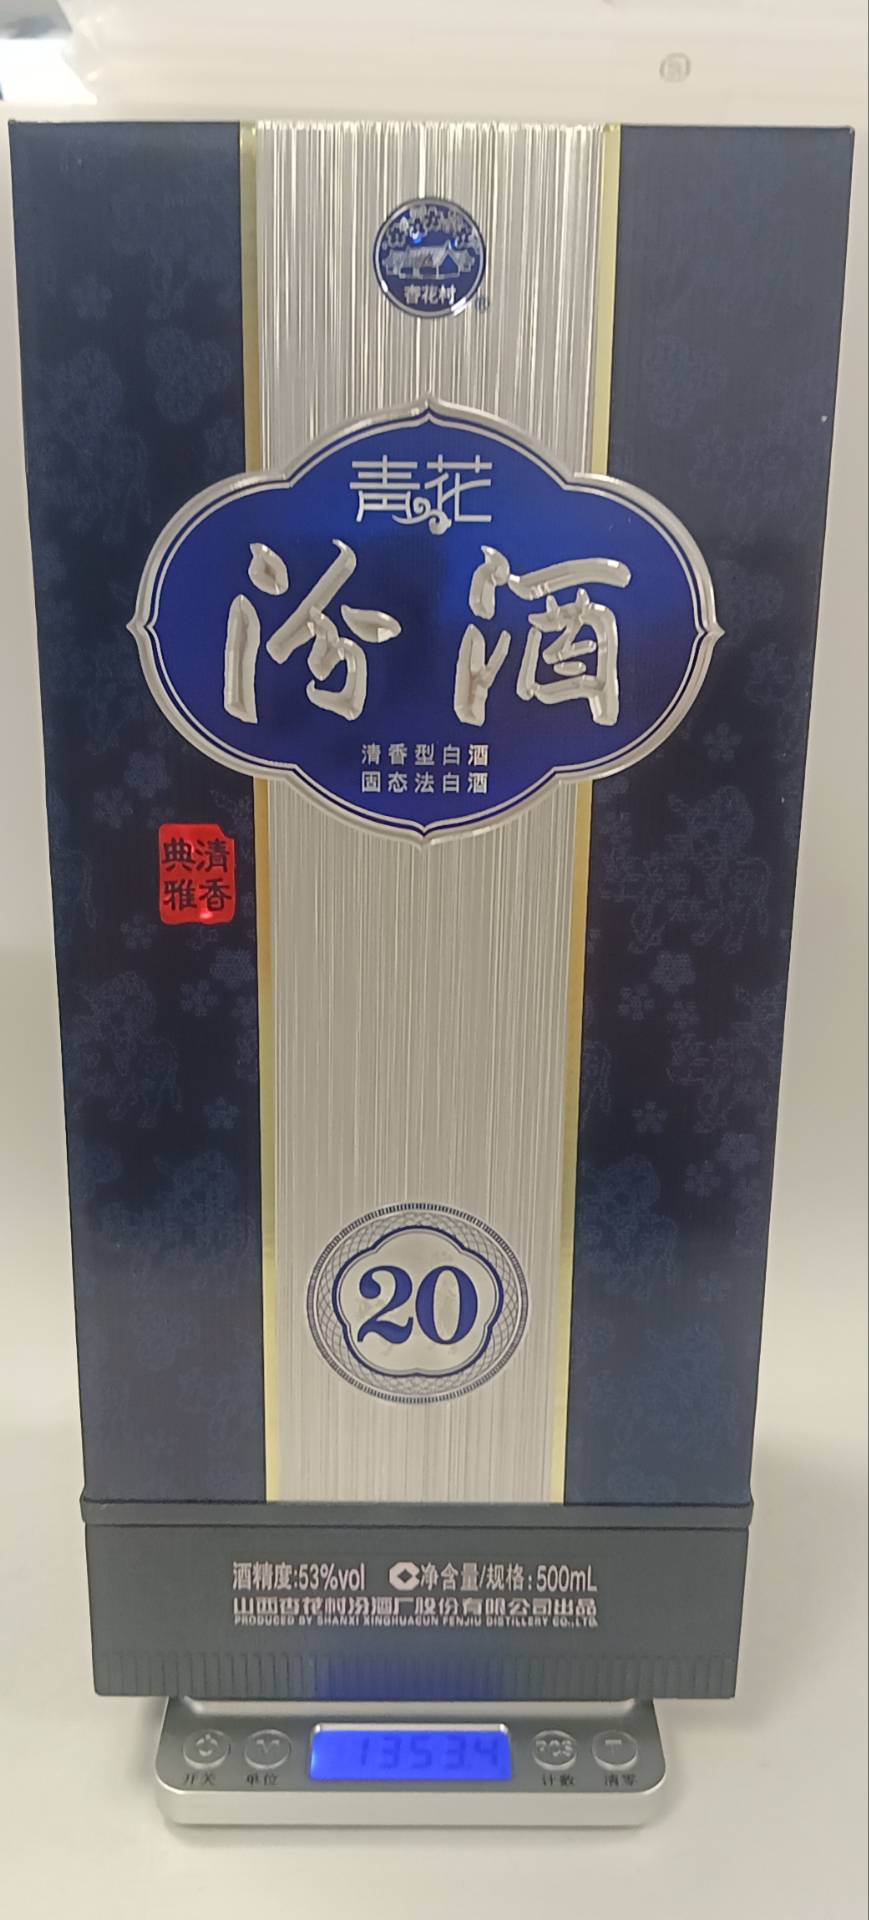 杏花村
®
青花
汾酒
清香型白酒
固态法白酒
清香
典雅
20
酒精度:53%vol 净含量/规格:500mL
山西杏花村汾酒厂股份有限公司出品
PRODUCED BY SHANXI XINGHUACUN FENJIU DISTILLERY CO.,LTD.
1353.4
PCS
T
开关 单位 计数 清零